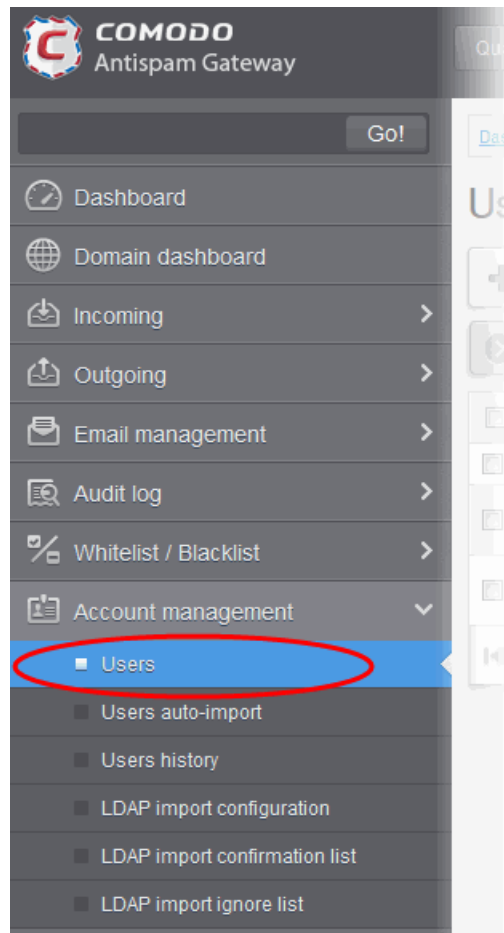 COMODO
Antispam Gateway
Go!
Dashboard
Domain dashboard
Incoming
Outgoing
Email management
Audit log
Whitelist / Blacklist
Account management
Users
Users auto-import
Users history
LDAP import configuration
LDAP import confirmation list
LDAP import ignore list